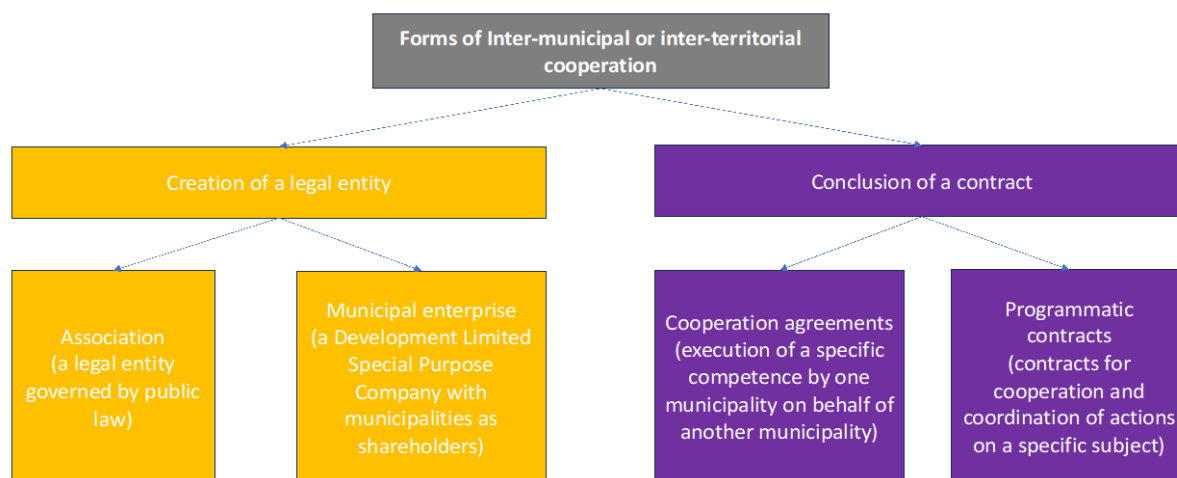 Forms of Inter-municipal or inter-territorial
cooperation
Creation of a legal entity
Conclusion of a contract
Association
(a legal entity
governed by public
law)
Municipal enterprise
(a Development Limited
Special Purpose
Company with
municipalities as
shareholders)
Cooperation agreements
(execution of a specific
competence by one
municipality on behalf of
another municipality)
Programmatic
contracts
(contracts for
cooperation and
coordination of actions
on a specific subject)